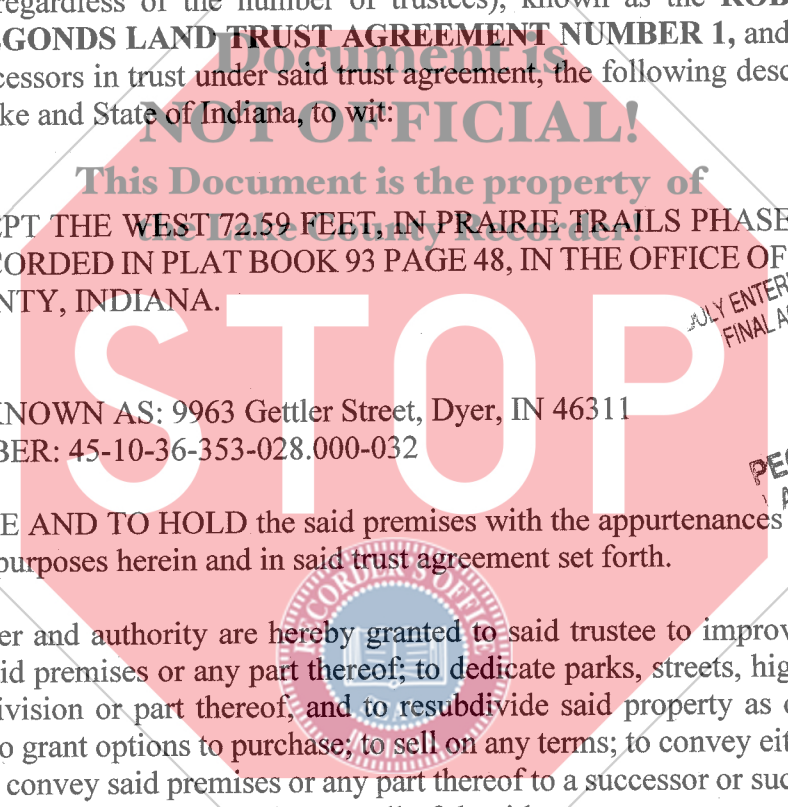 regardless of the number of trustees), known as the ROB
GONDS LAND TRUST AGREEMENT NUMBER 1, and
Document is
cessors in trust under said trust agreement, the following desc
ke and State of Indiana, to wit:
NOT OFFICIAL!
This Document is the property of
the Lake County Recorder!
EPT THE WEST 72.59 FEET, IN PRAIRIE TRAILS PHASE
CORDED IN PLAT BOOK 93 PAGE 48, IN THE OFFICE OF
NTY, INDIANA.
ULY ENTER
FINAL A
STOP
KNOWN AS: 9963 Gettler Street, Dyer, IN 46311
BER: 45-10-36-353-028.000-032
E AND TO HOLD the said premises with the appurtenances
purposes herein and in said trust agreement set forth.
RECORDER'S OFFICE
er and authority are hereby granted to said trustee to improv
id premises or any part thereof; to dedicate parks, streets, hig
ivision or part thereof, and to resubdivide said property as
o grant options to purchase; to sell on any terms; to convey eit
convey said premises or any part thereof to a successor or suc